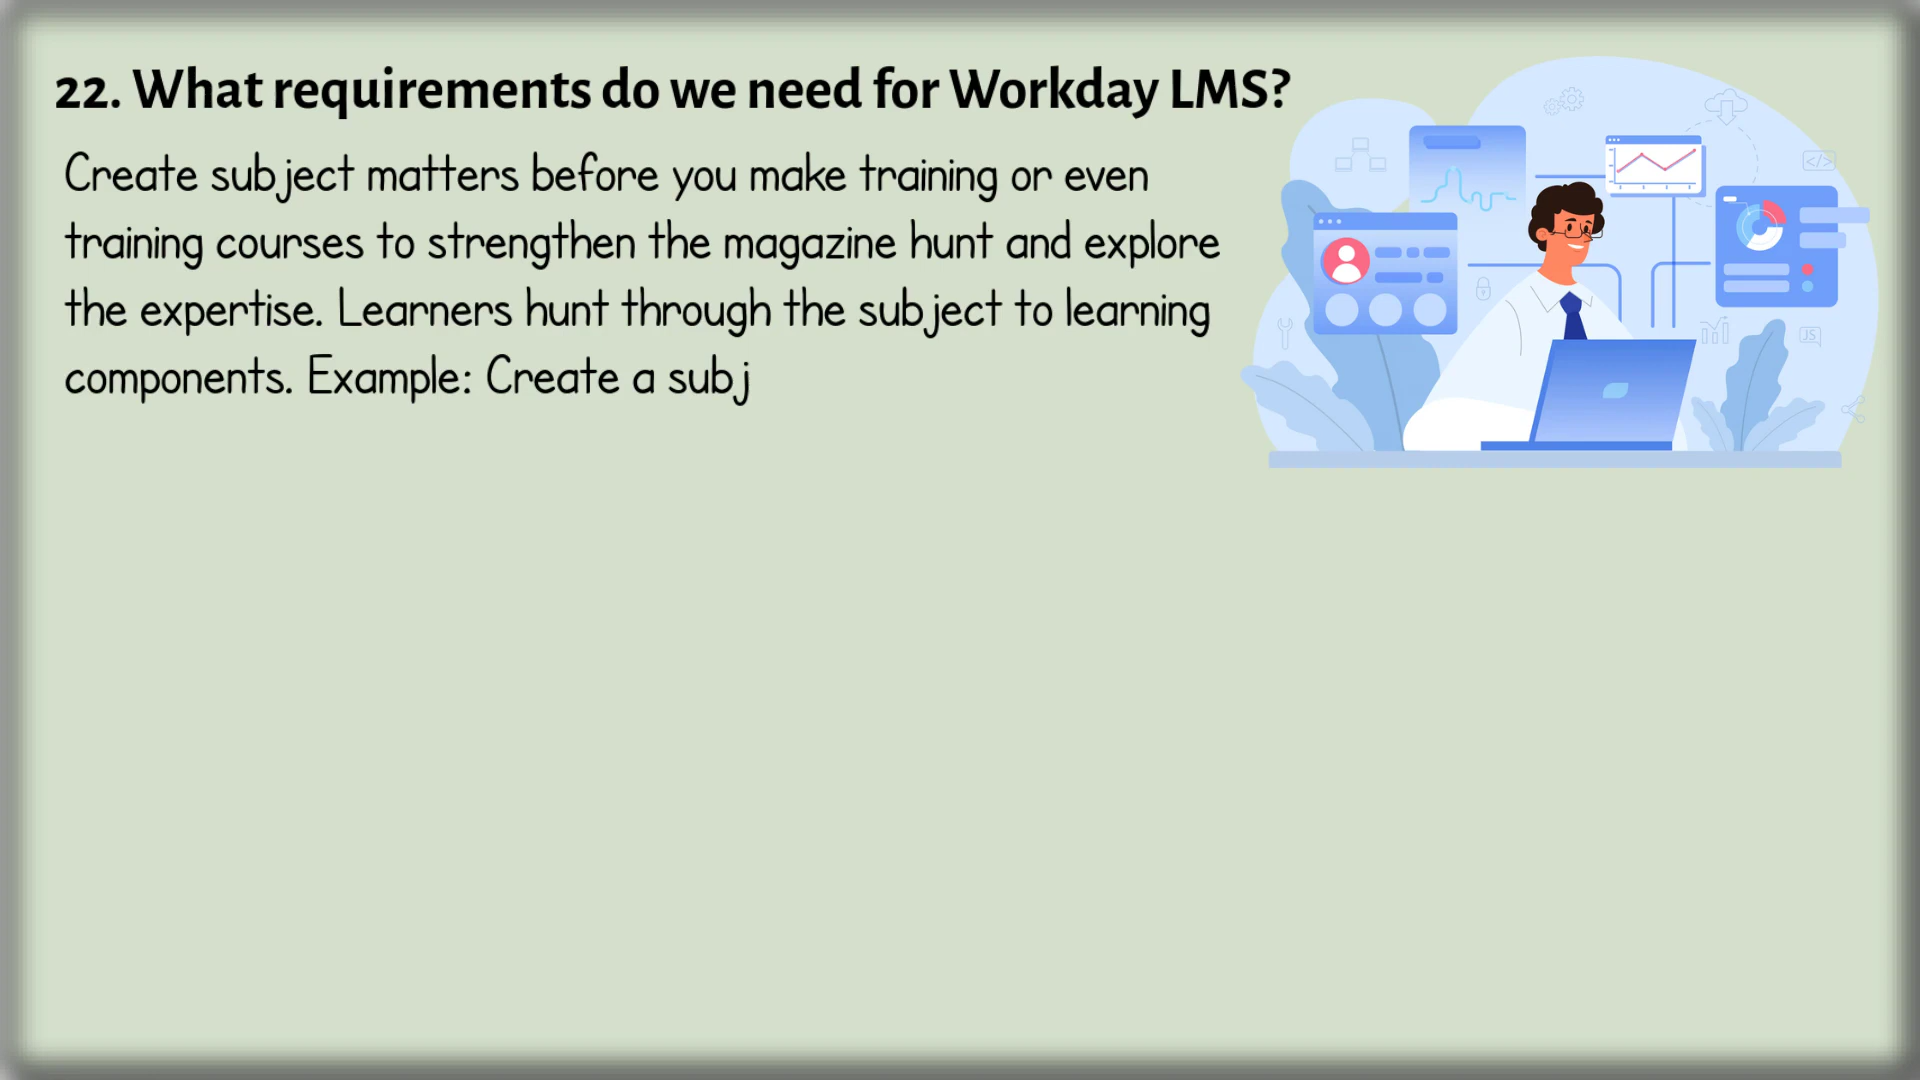 22. What requirements do we need for Workday LMS?
Create subject matters before you make training or even
training courses to strengthen the magazine hunt and explore
the expertise. Learners hunt through the subject to learning
components. Example: Create a subj
</>
JS